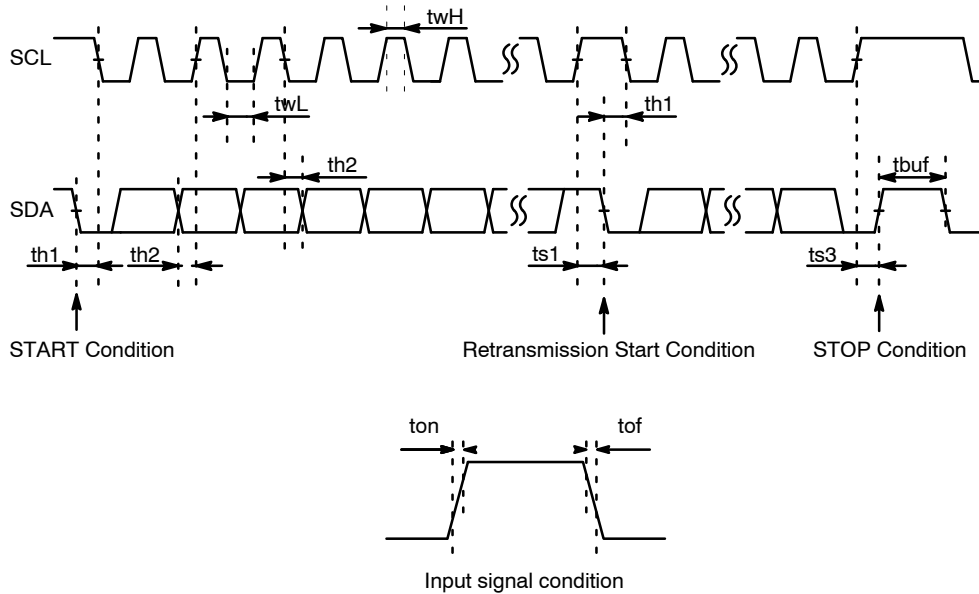 twH
SCL
twL
th1
th2
tbuf
SDA
th1
th2
ts1
ts3
START Condition
Retransmission Start Condition
STOP Condition
ton
tof
Input signal condition